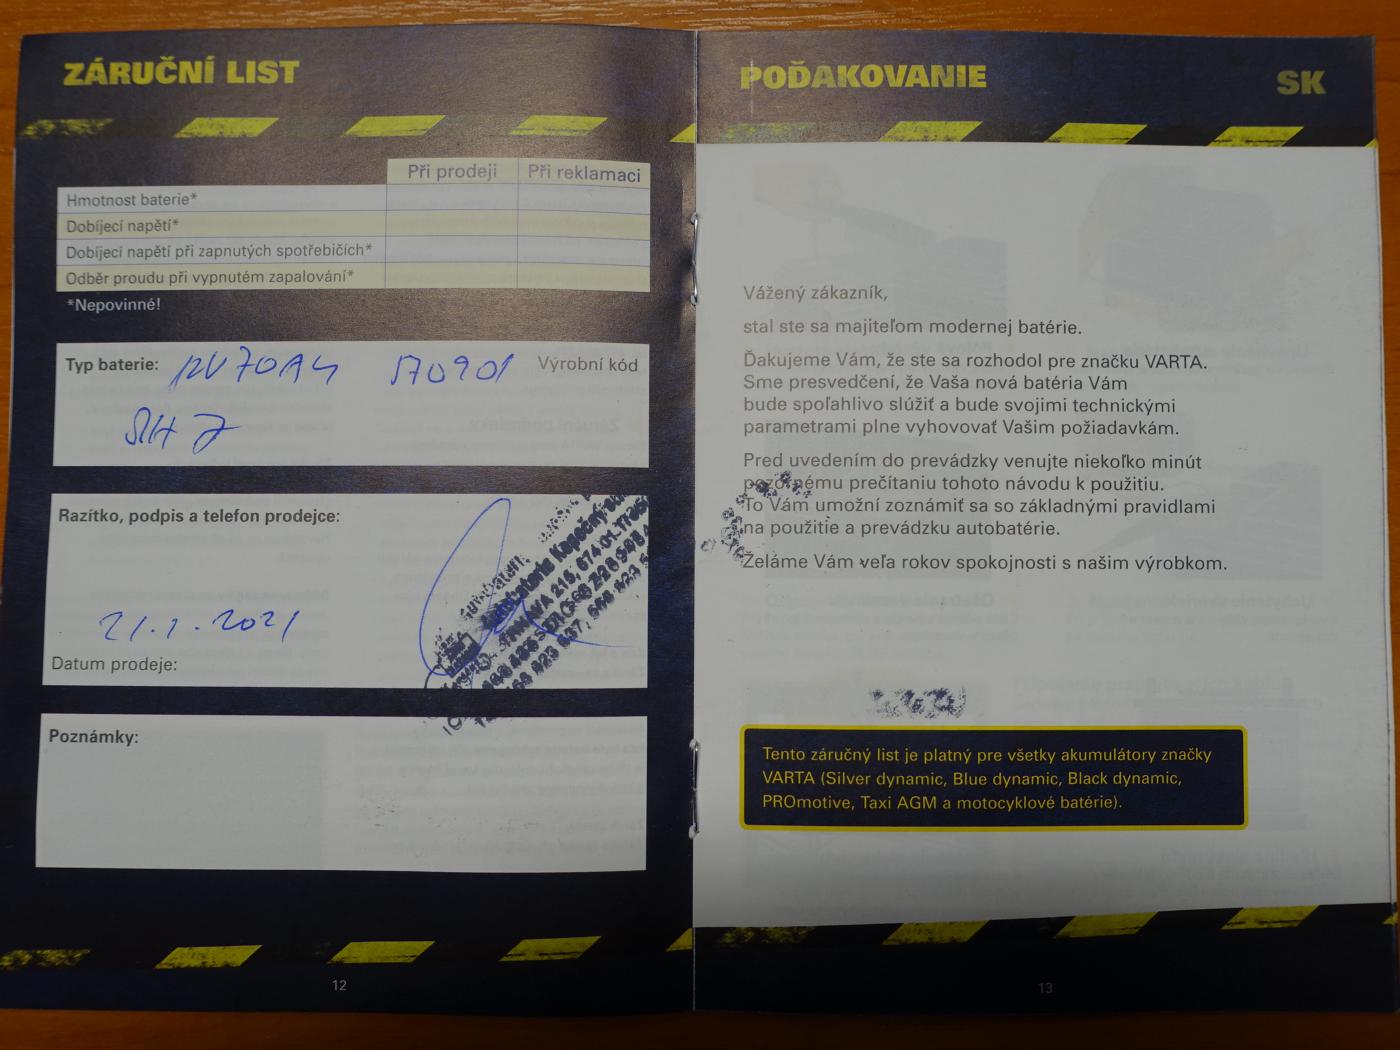 ZÁRUČNÍ LIST
Při prodeji Při reklamaci
Hmotnost baterie*
Dobíjecí napětí*
Dobíjecí napětí při zapnutých spotřebičích*
Odběr proudu při vypnutém zapalování*
*Nepovinné!
Typ baterie: 570901 Výrobní kód
Razítko, podpis a telefon prodejce:
21.1.2021
Datum prodeje:
Poznámky:
12
POĎAKOVANIE SK
Vážený zákazník,
stal ste sa majiteľom modernej batérie.
Ďakujeme Vám, že ste sa rozhodol pre značku VARTA.
Sme presvedčení, že Vaša nová batéria Vám
bude spoľahlivo slúžiť a bude svojimi technickými
parametrami plne vyhovovať Vašim požiadavkám.
Pred uvedením do prevádzky venujte niekoľko minút
pozornému prečítaniu tohoto návodu k použitiu.
To Vám umožní zoznámiť sa so základnými pravidlami
na použitie a prevádzku autobatérie.
Želáme Vám veľa rokov spokojnosti s našim výrobkom.
Tento záručný list je platný pre všetky akumulátory značky
VARTA (Silver dynamic, Blue dynamic, Black dynamic,
PROmotive, Taxi AGM a motocyklové batérie).
13